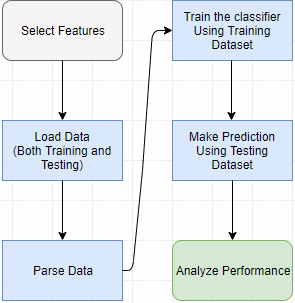 Select Features
Load Data
(Both Training and
Testing)
Parse Data
Train the classifier
Using Training
Dataset
Make Prediction
Using Testing
Dataset
Analyze Performance